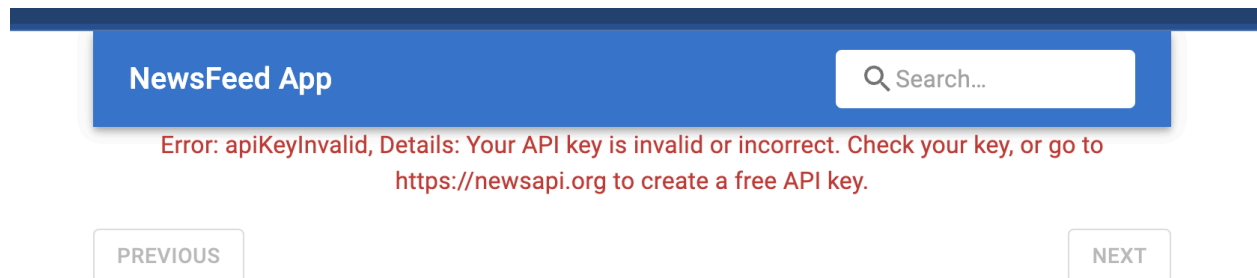 NewsFeed App
Search...
Error: apiKeyInvalid, Details: Your API key is invalid or incorrect. Check your key, or go to
https://newsapi.org to create a free API key.
PREVIOUS
NEXT